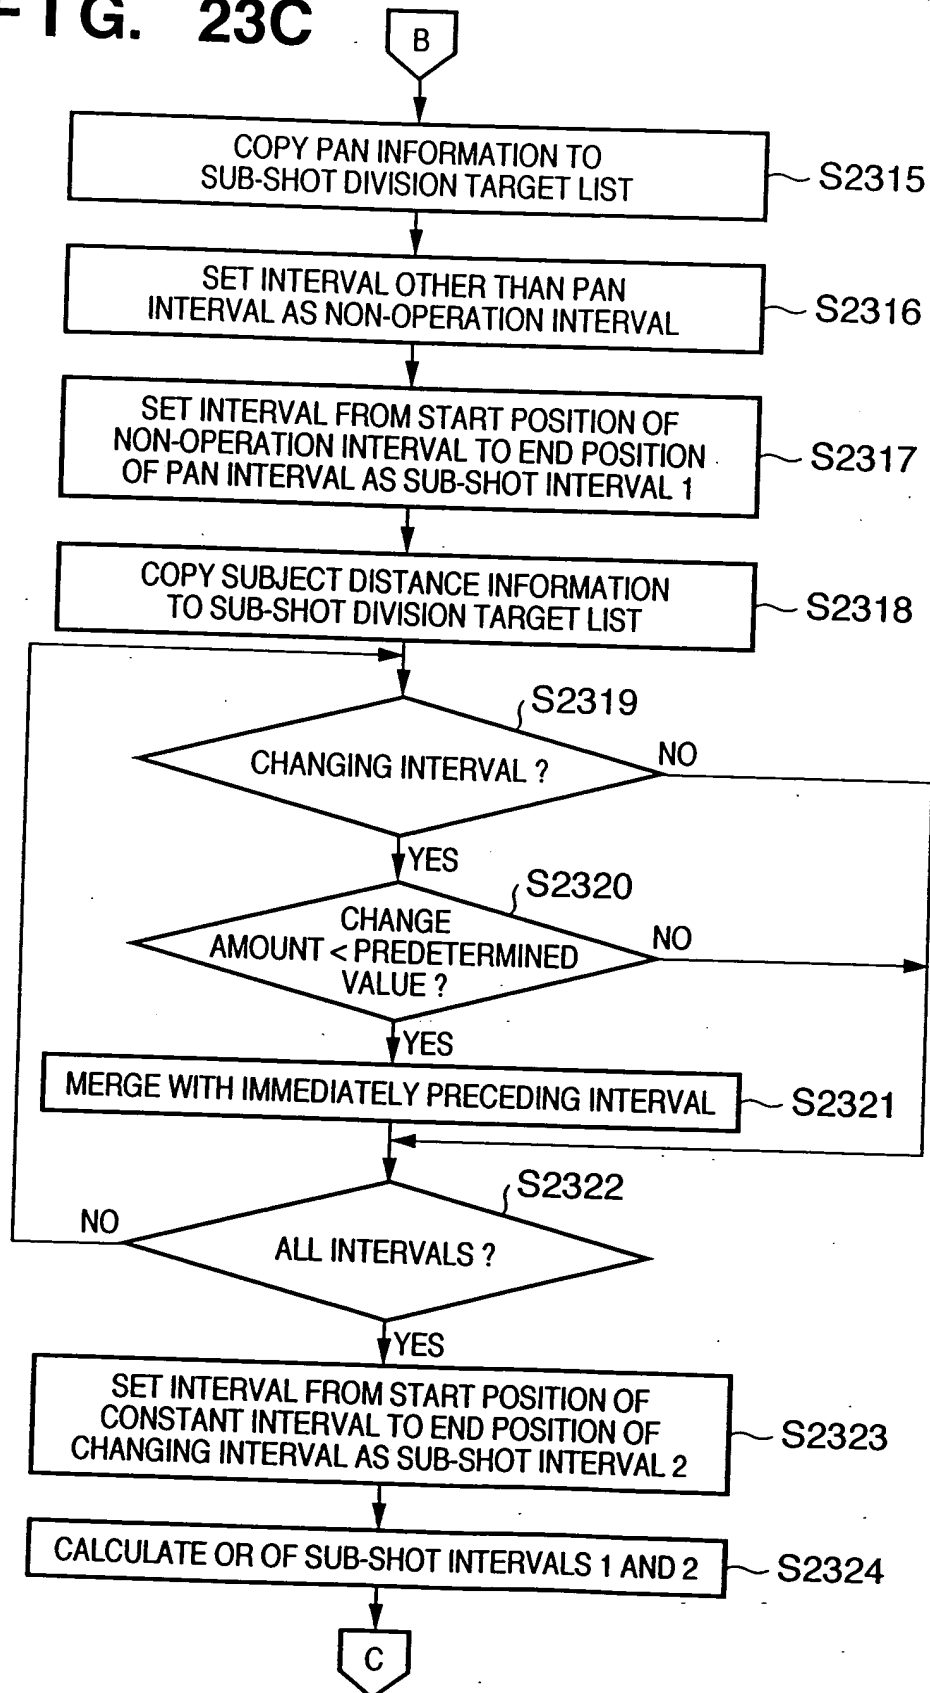 FIG. 23C
B
COPY PAN INFORMATION TO
SUB-SHOT DIVISION TARGET LIST
S2315
SET INTERVAL OTHER THAN PAN
INTERVAL AS NON-OPERATION INTERVAL
S2316
SET INTERVAL FROM START POSITION OF
NON-OPERATION INTERVAL TO END POSITION
OF PAN INTERVAL AS SUB-SHOT INTERVAL 1
S2317
COPY SUBJECT DISTANCE INFORMATION
TO SUB-SHOT DIVISION TARGET LIST
S2318
S2319
CHANGING INTERVAL ?
NO
YES
S2320
CHANGE
AMOUNT < PREDETERMINED
VALUE ?
NO
YES
MERGE WITH IMMEDIATELY PRECEDING INTERVAL
S2321
S2322
NO
ALL INTERVALS ?
YES
SET INTERVAL FROM START POSITION OF
CONSTANT INTERVAL TO END POSITION OF
CHANGING INTERVAL AS SUB-SHOT INTERVAL 2
S2323
CALCULATE OR OF SUB-SHOT INTERVALS 1 AND 2
S2324
C